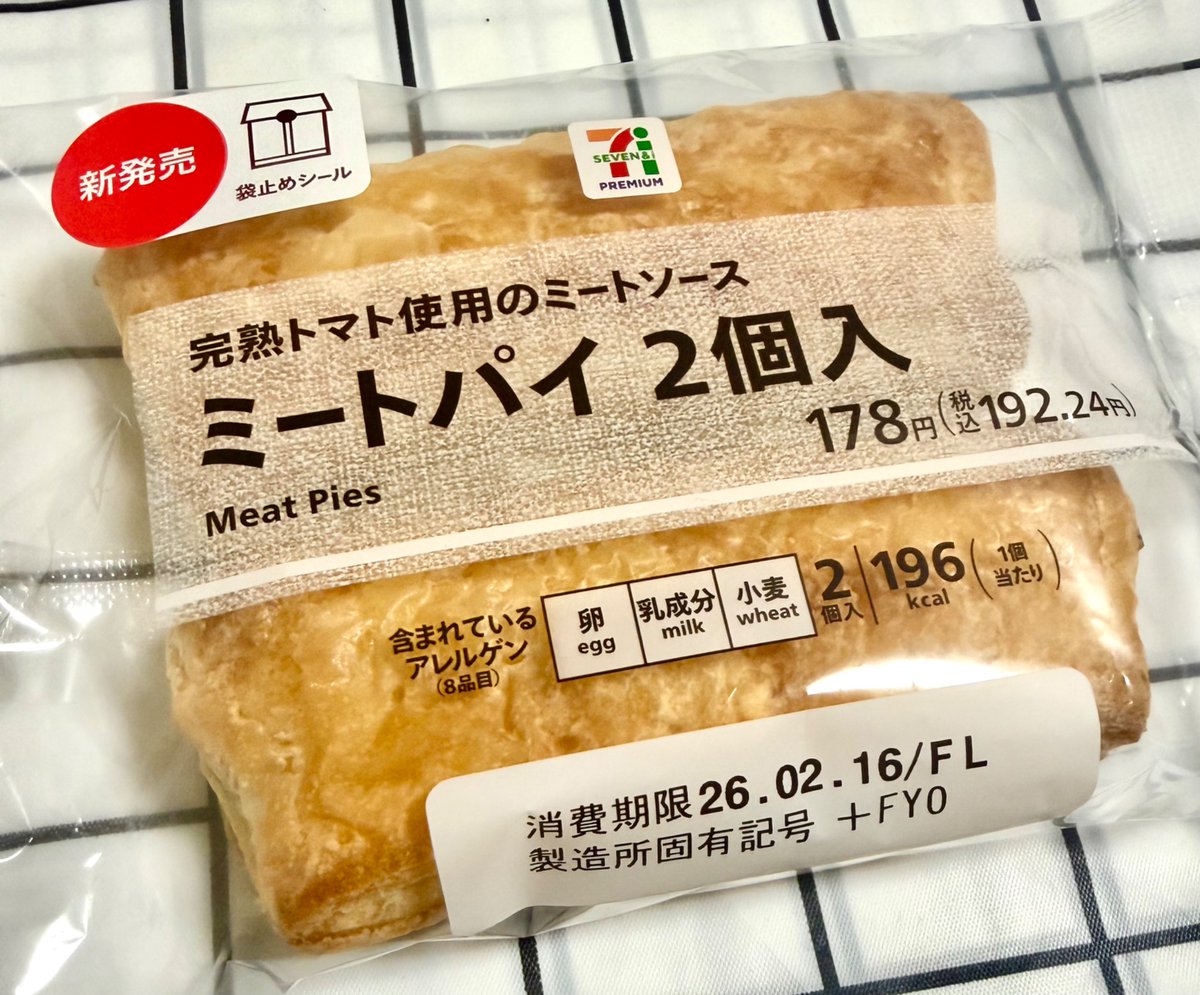 新発売
袋止めシール
SEVEN&i
PREMIUM
完熟トマト使用のミートソース
ミートパイ 2個入
178円(税込192.24円)
Meat Pies
含まれている
アレルゲン
(8品目)
卵
egg
乳成分
milk
小麦
wheat
2
個入
196
kcal
(1個
当たり)
消費期限26.02.16/FL
製造所固有記号 +FYO